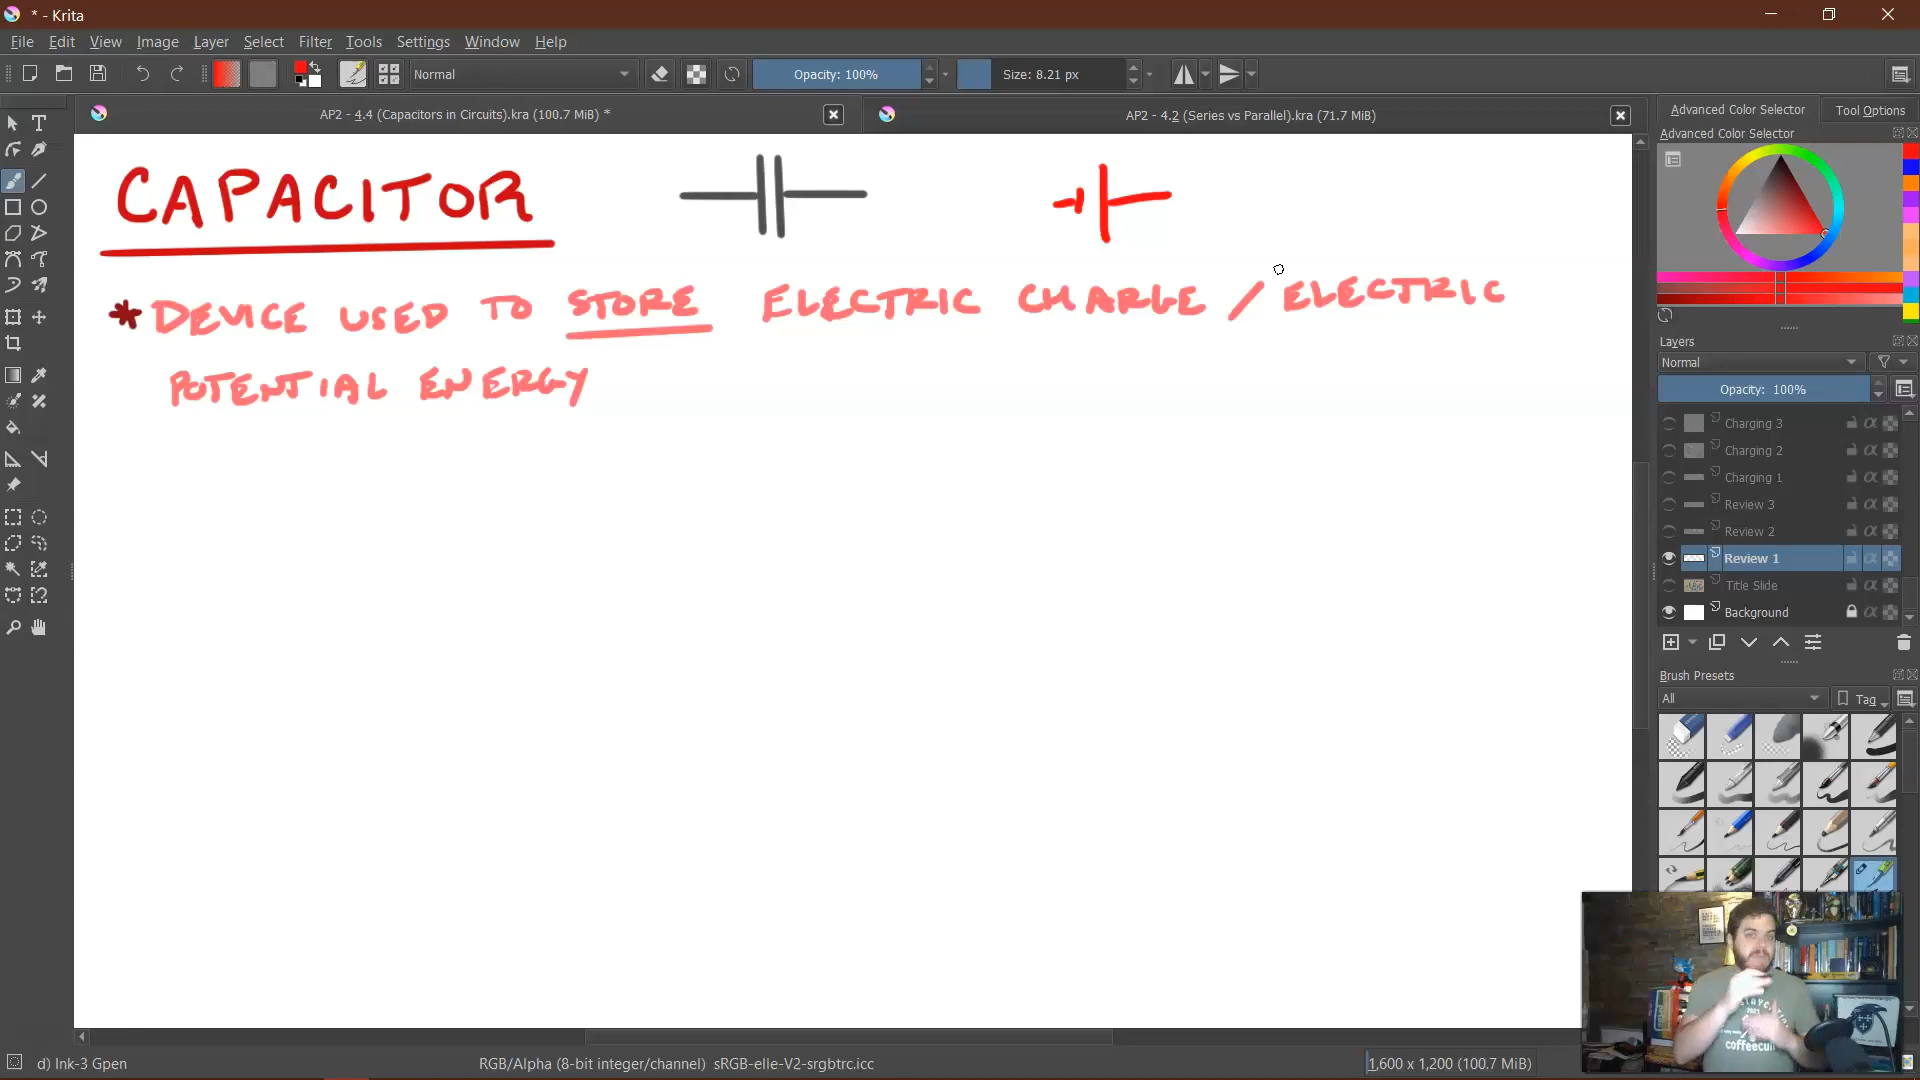 * - Krita
File Edit View Image Layer Select Filter Tools Settings Window Help
Normal Opacity: 100% Size: 8.21 px
AP2 - 4.4 (Capacitors in Circuits).kra (100.7 MiB) *
AP2 - 4.2 (Series vs Parallel).kra (71.7 MiB)
Advanced Color Selector Tool Options
Advanced Color Selector
CAPACITOR
* DEVICE USED TO STORE ELECTRIC CHARGE / ELECTRIC
POTENTIAL ENERGY
Layers
Normal
Opacity: 100%
Charging 3
Charging 2
Charging 1
Review 3
Review 2
Review 1
Title Slide
Background
Brush Presets
All Tag
coffeecult
d) Ink-3 Gpen
RGB/Alpha (8-bit integer/channel) sRGB-elle-V2-srgbtrc.icc
1,600 x 1,200 (100.7 MiB)